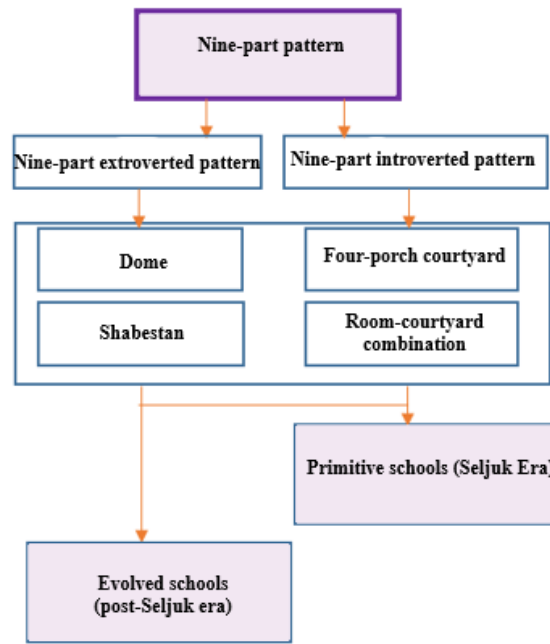 Nine-part pattern
Nine-part extroverted pattern
Nine-part introverted pattern
Dome
Four-porch courtyard
Shabestan
Room-courtyard
combination
Primitive schools (Seljuk Era)
Evolved schools
(post-Seljuk era)